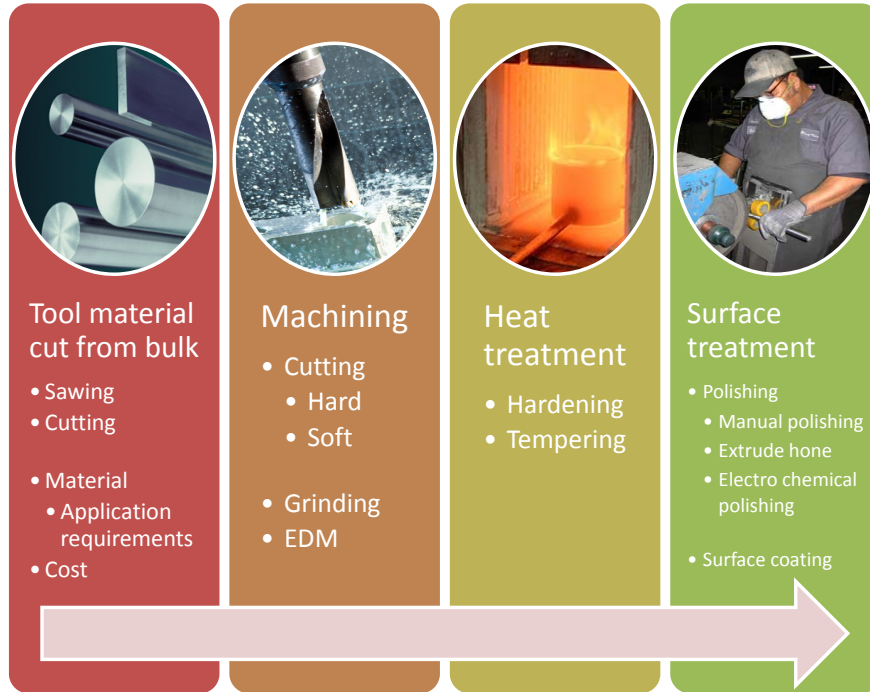 Tool material
cut from bulk
• Sawing
• Cutting
• Material
• Application
requirements
• Cost
Machining
• Cutting
• Hard
• Soft
• Grinding
• EDM
Heat
treatment
• Hardening
• Tempering
Surface
treatment
• Polishing
• Manual polishing
• Extrude hone
• Electro chemical
polishing
• Surface coating